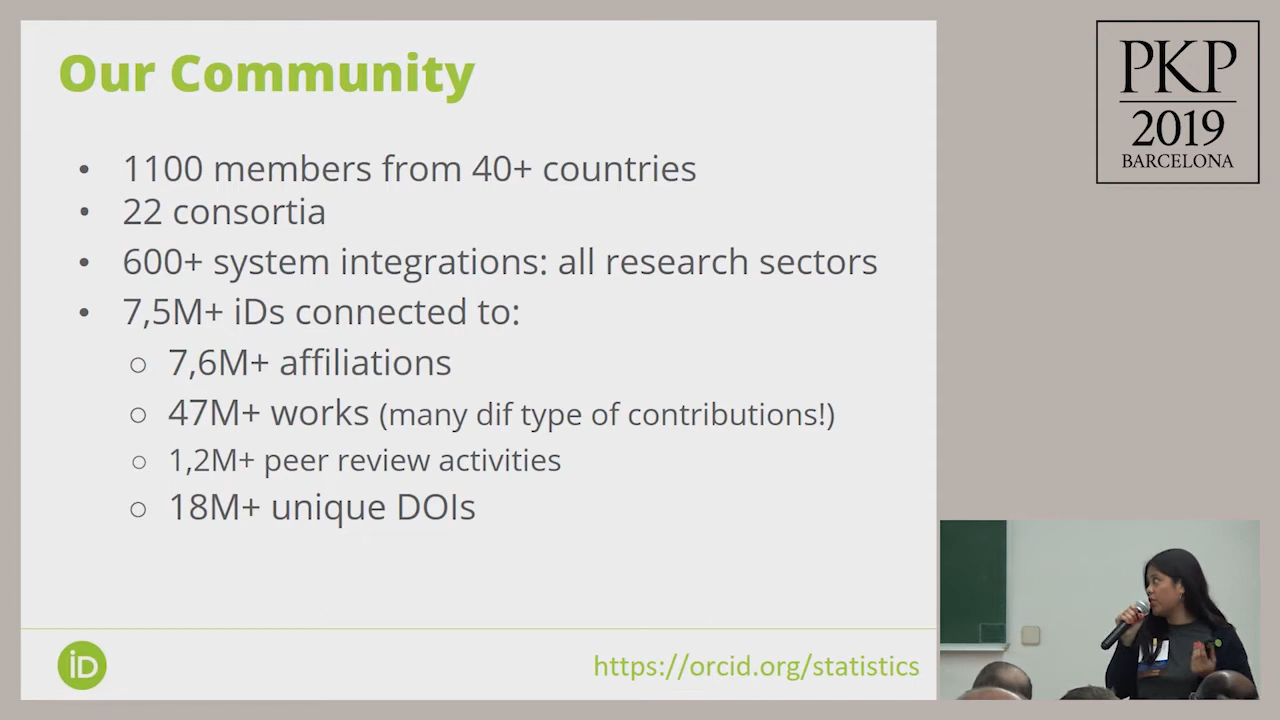 Our Community
• 1100 members from 40+ countries
• 22 consortia
• 600+ system integrations: all research sectors
• 7,5M+ iDs connected to:
○ 7,6M+ affiliations
○ 47M+ works (many dif type of contributions!)
○ 1,2M+ peer review activities
○ 18M+ unique DOIs
iD
https://orcid.org/statistics
PKP
2019
BARCELONA